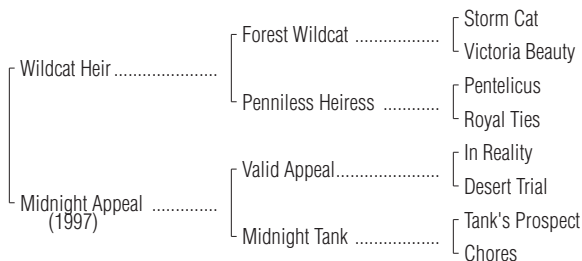 Storm Cat
Forest Wildcat ..................
Victoria Beauty
Wildcat Heir ......................
Pentelicus
Penniless Heiress ............
Royal Ties
In Reality
Valid Appeal......................
Desert Trial
Midnight Appeal ..............
(1997)
Tank's Prospect
Midnight Tank ..................
Chores